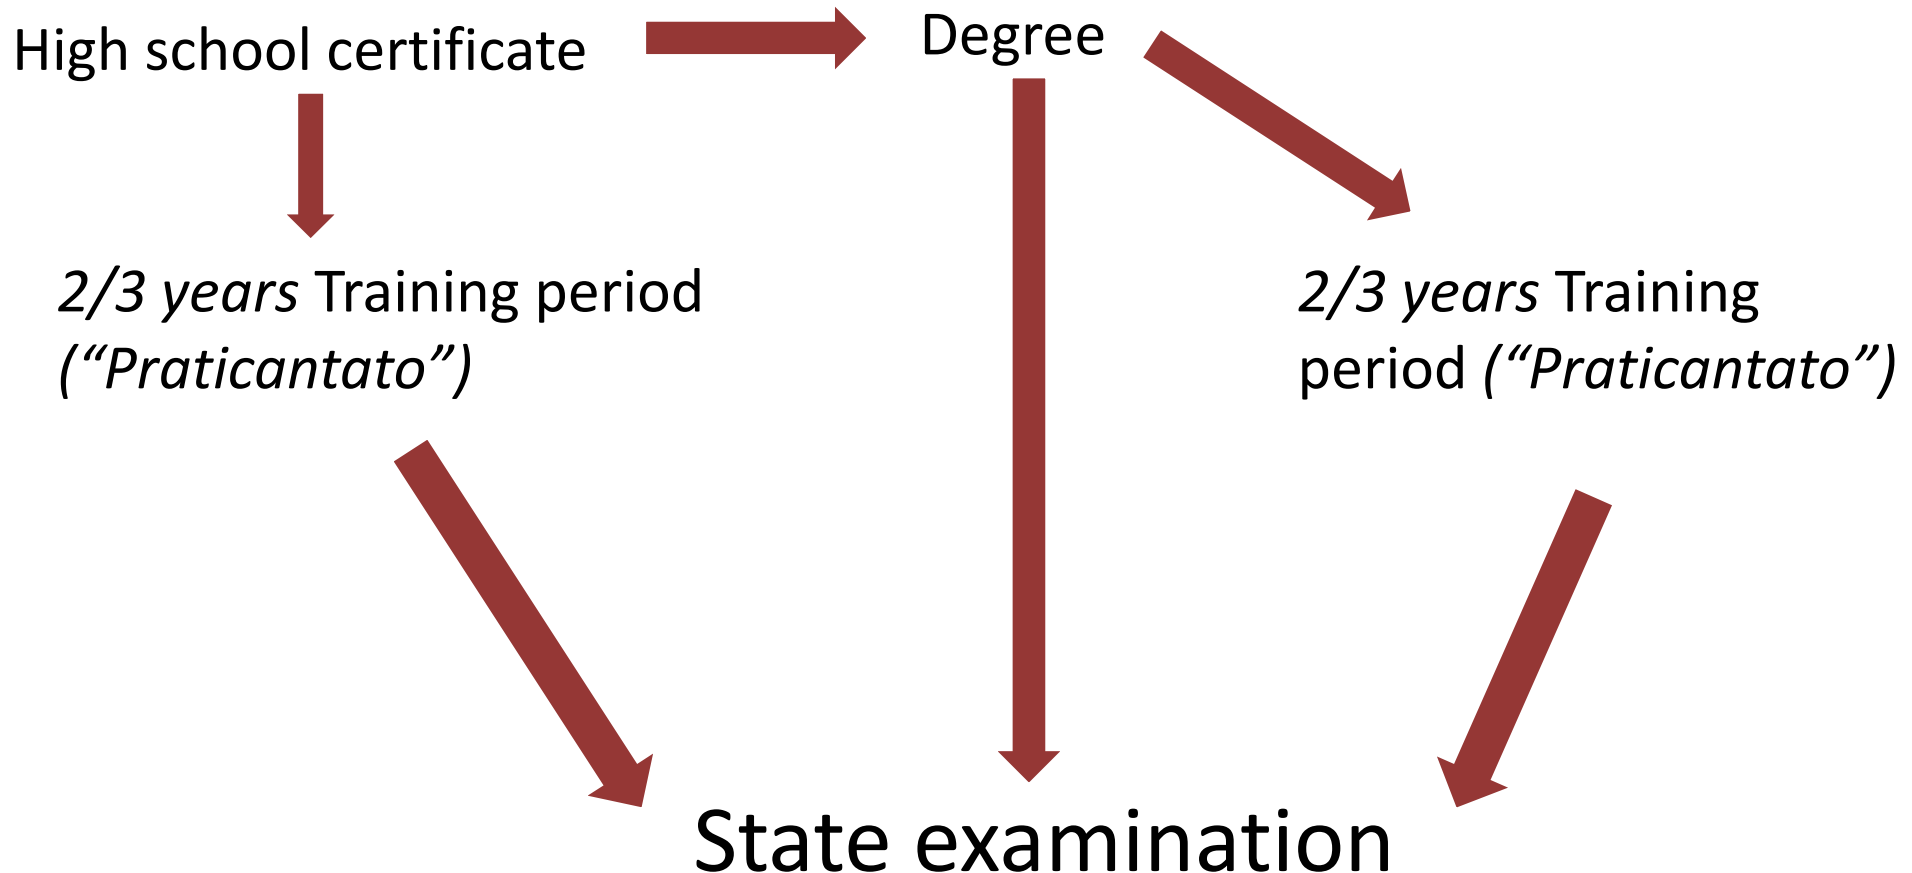 High school certificate
Degree
2/3 years Training period
(“Praticantato”)
2/3 years Training
period (“Praticantato”)
State examination